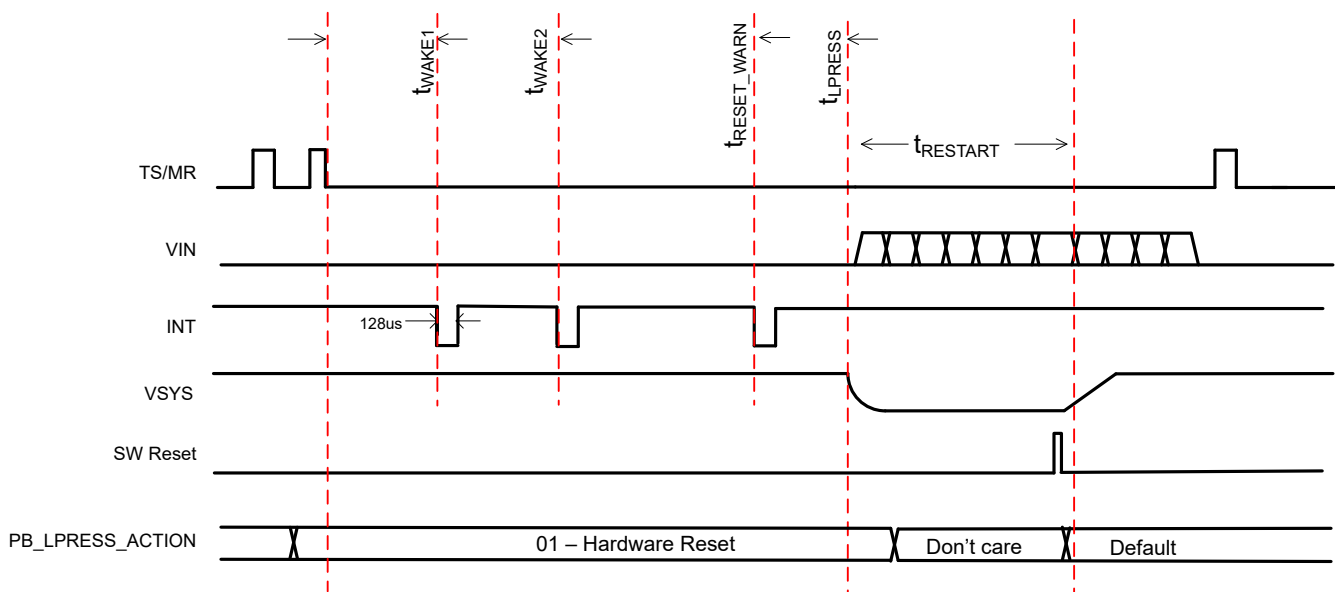 tWAKE1
tWAKE2
tRESET_WARN
tLPRESS
tRESTART
TS/MR
VIN
INT
128us
VSYS
SW Reset
PB_LPRESS_ACTION
01 – Hardware Reset
Don't care
Default